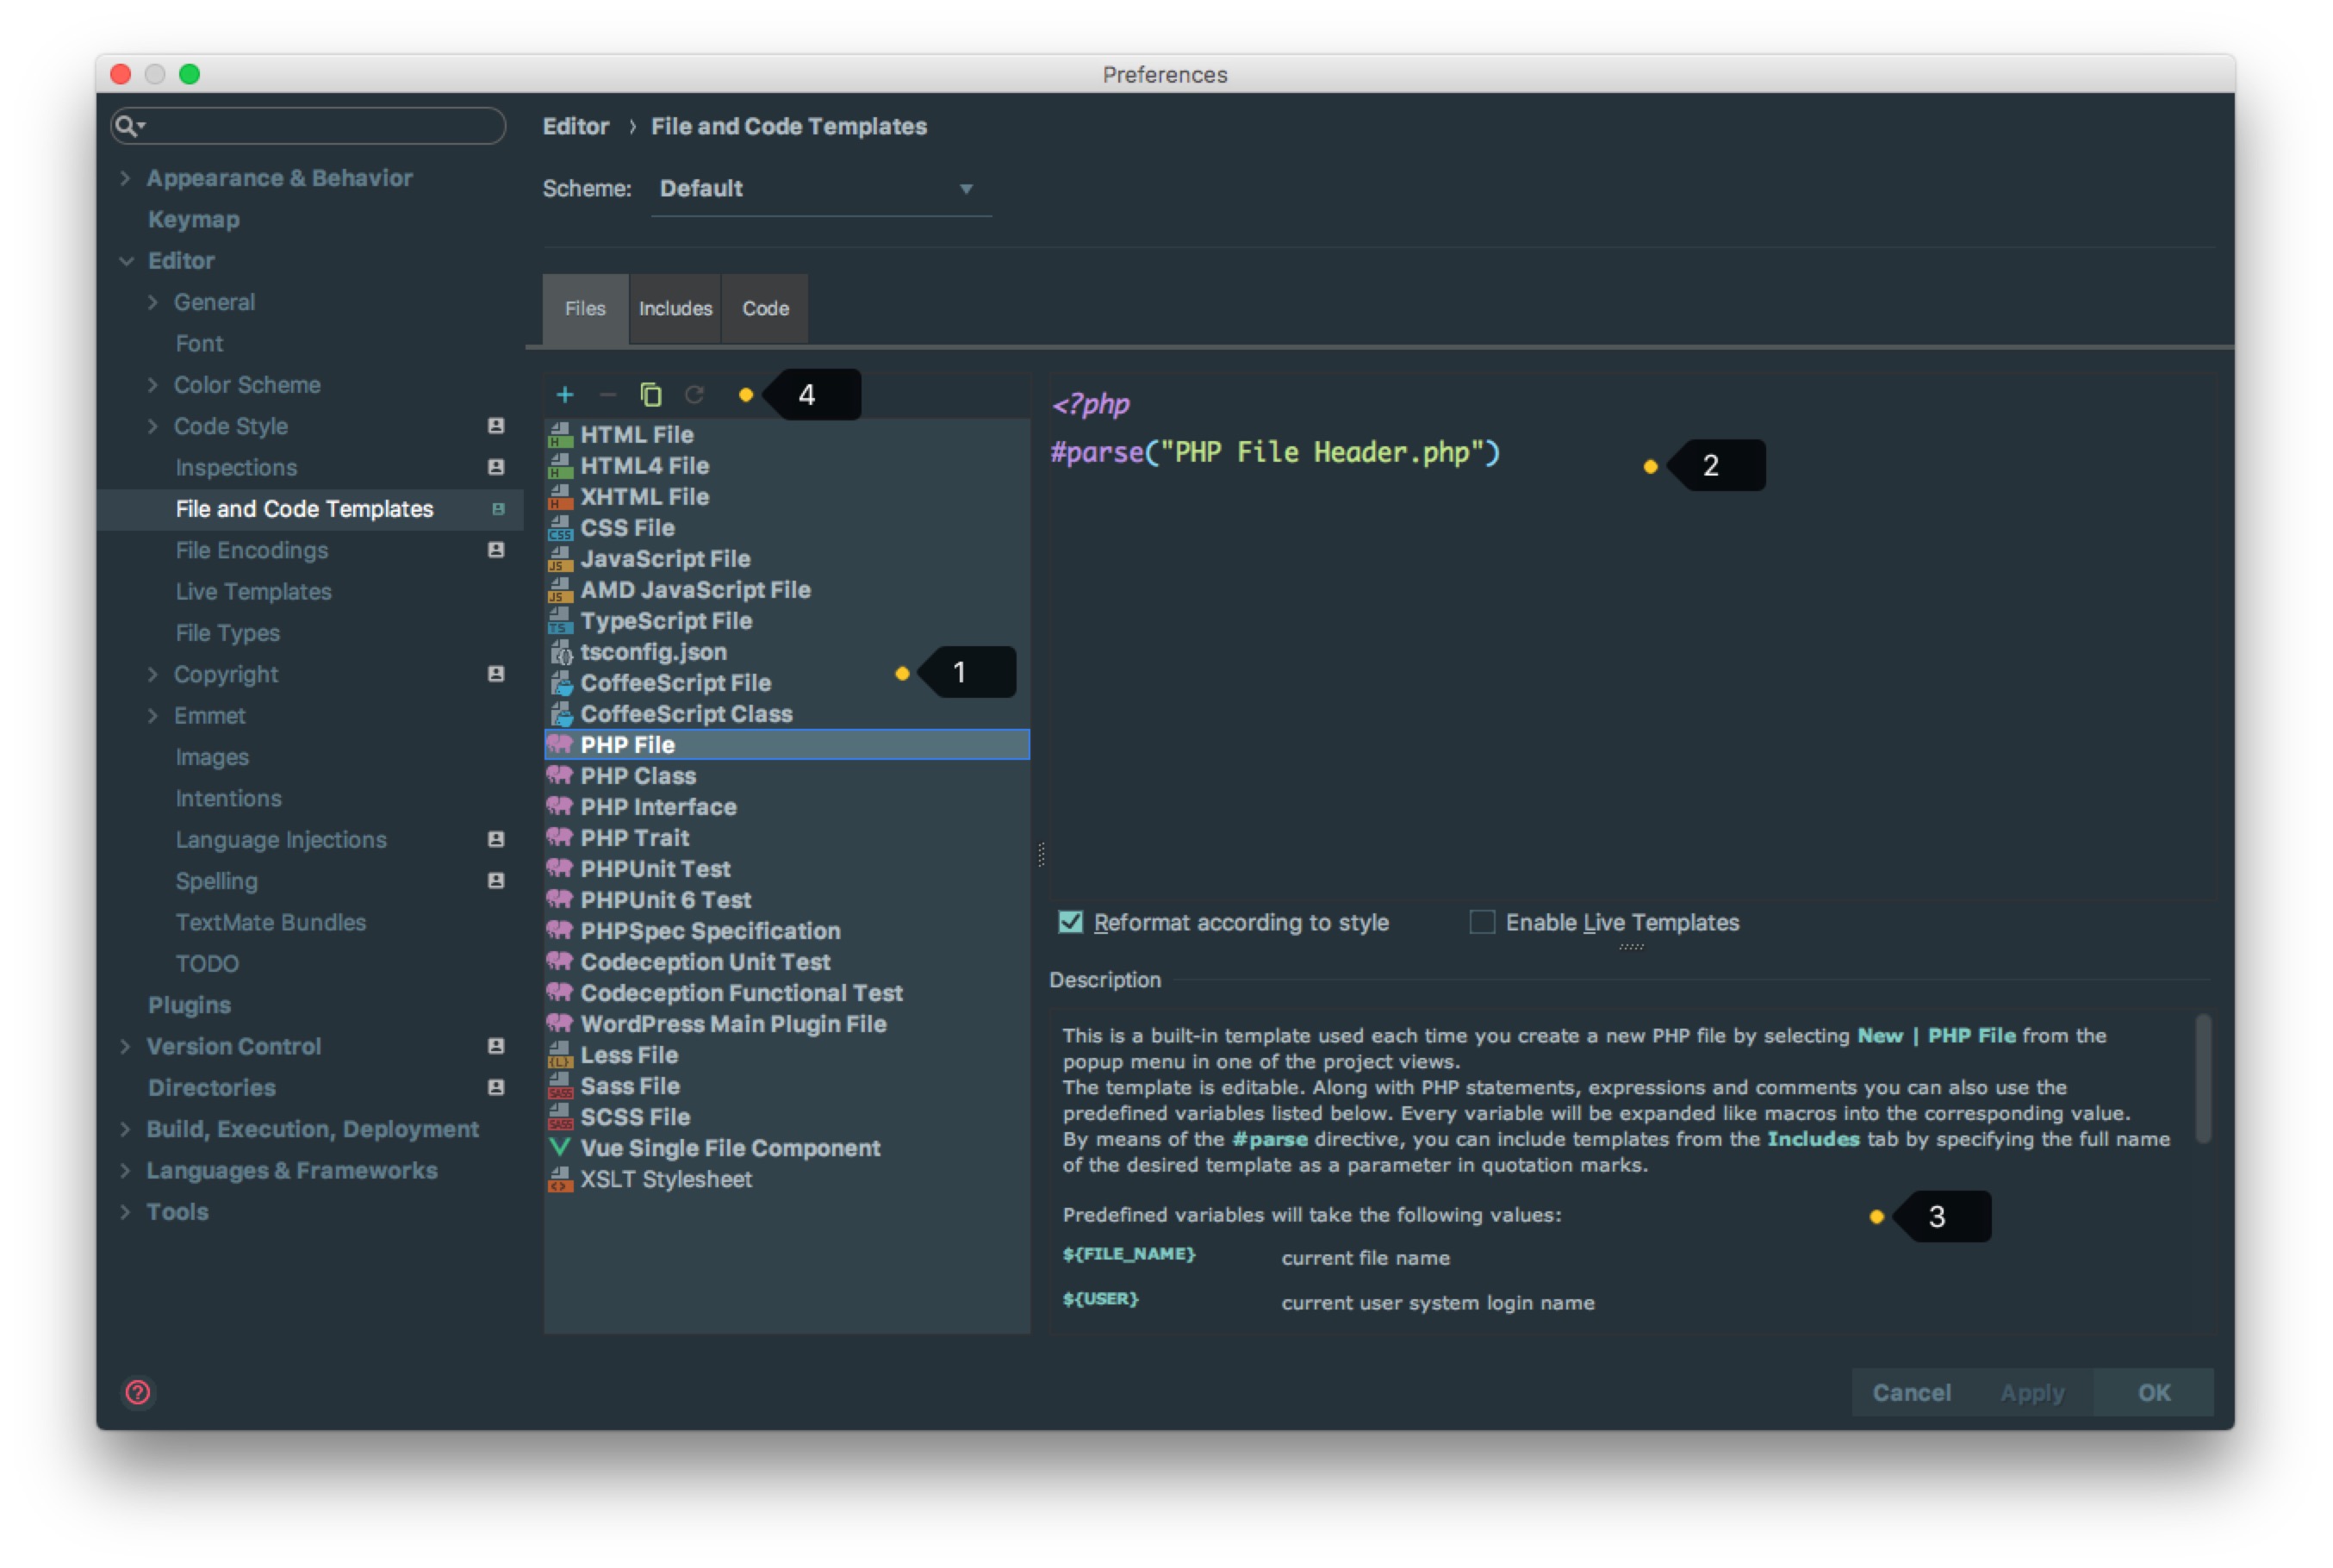 Preferences
Appearance & Behavior
Keymap
Editor
General
Font
Color Scheme
Code Style
Inspections
File and Code Templates
File Encodings
Live Templates
File Types
Copyright
Emmet
Images
Intentions
Language Injections
Spelling
TextMate Bundles
TODO
Plugins
Version Control
Directories
Build, Execution, Deployment
Languages & Frameworks
Tools
Editor › File and Code Templates
Scheme: Default
Files Includes Code
4
HTML File
HTML4 File
XHTML File
CSS File
JavaScript File
AMD JavaScript File
TypeScript File
tsconfig.json
CoffeeScript File
1
CoffeeScript Class
PHP File
PHP Class
PHP Interface
PHP Trait
PHPUnit Test
PHPUnit 6 Test
PHPSpec Specification
Codeception Unit Test
Codeception Functional Test
WordPress Main Plugin File
Less File
Sass File
SCSS File
Vue Single File Component
XSLT Stylesheet
<?php
#parse("PHP File Header.php")
2
Reformat according to style Enable Live Templates
Description
This is a built-in template used each time you create a new PHP file by selecting New | PHP File from the
popup menu in one of the project views.
The template is editable. Along with PHP statements, expressions and comments you can also use the
predefined variables listed below. Every variable will be expanded like macros into the corresponding value.
By means of the #parse directive, you can include templates from the Includes tab by specifying the full name
of the desired template as a parameter in quotation marks.
Predefined variables will take the following values:
3
${FILE_NAME} current file name
${USER} current user system login name
?
Cancel Apply OK